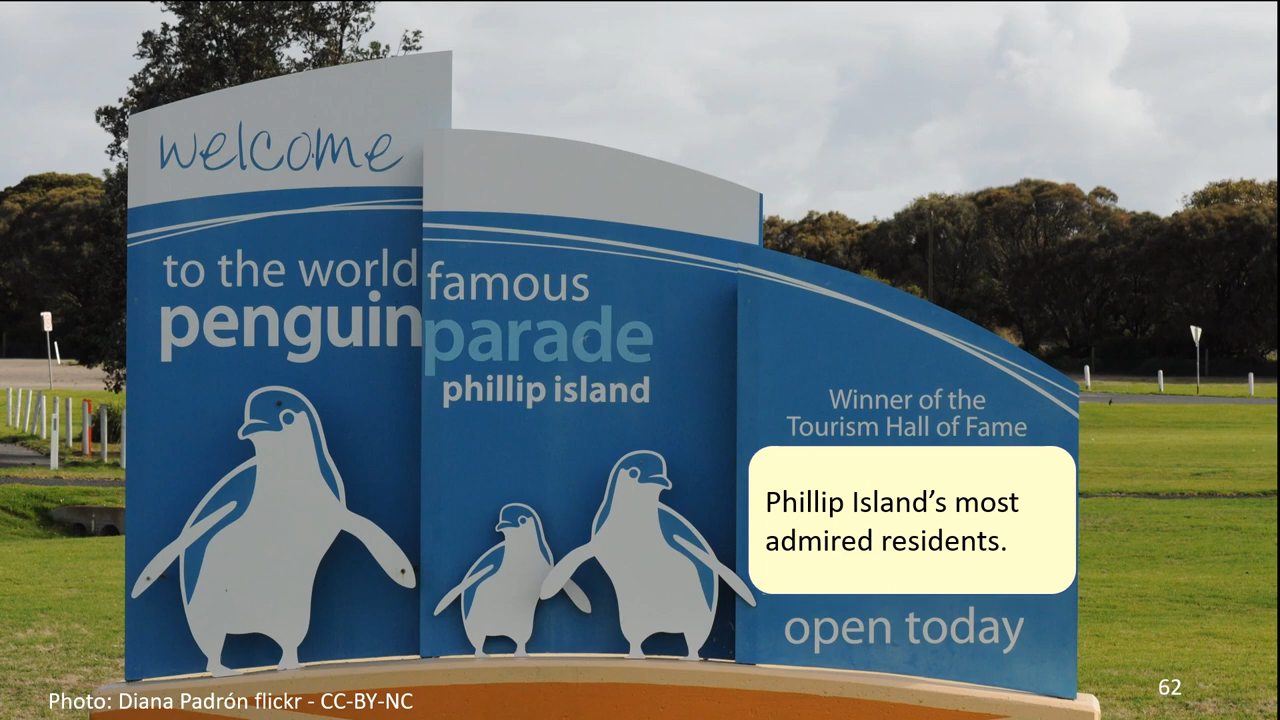 welcome
to the world famous
penguin parade
phillip island
Winner of the
Tourism Hall of Fame
Phillip Island’s most
admired residents.
open today
Photo: Diana Padrón flickr - CC-BY-NC
62